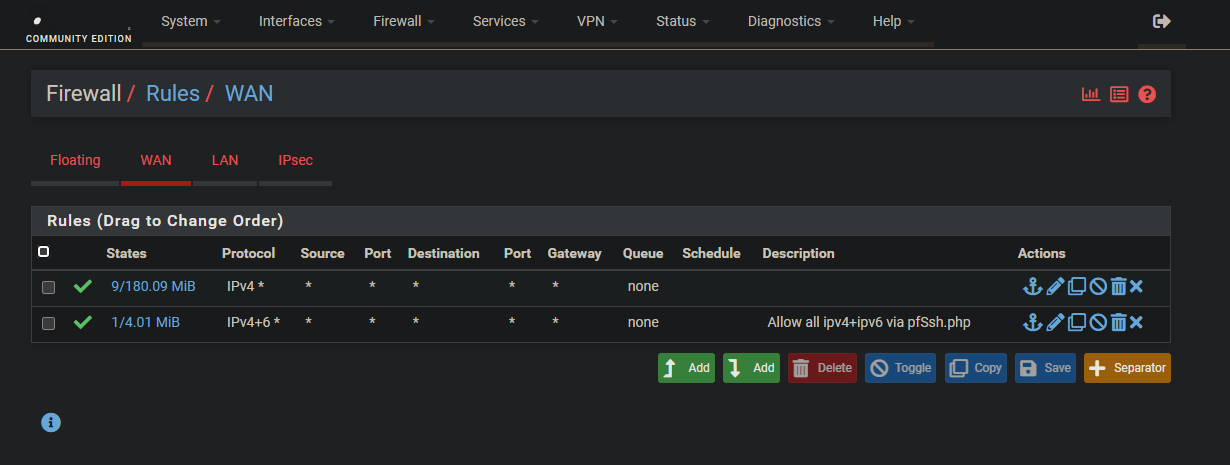 System Interfaces Firewall Services VPN Status Diagnostics Help
COMMUNITY EDITION
Firewall / Rules / WAN
Floating WAN LAN IPsec
Rules (Drag to Change Order)
States Protocol Source Port Destination Port Gateway Queue Schedule Description Actions
9/180.09 MiB IPv4 * * * * * * none
1/4.01 MiB IPv4+6 * * * * * * none Allow all ipv4+ipv6 via pfSsh.php
Add Add Delete Toggle Copy Save Separator